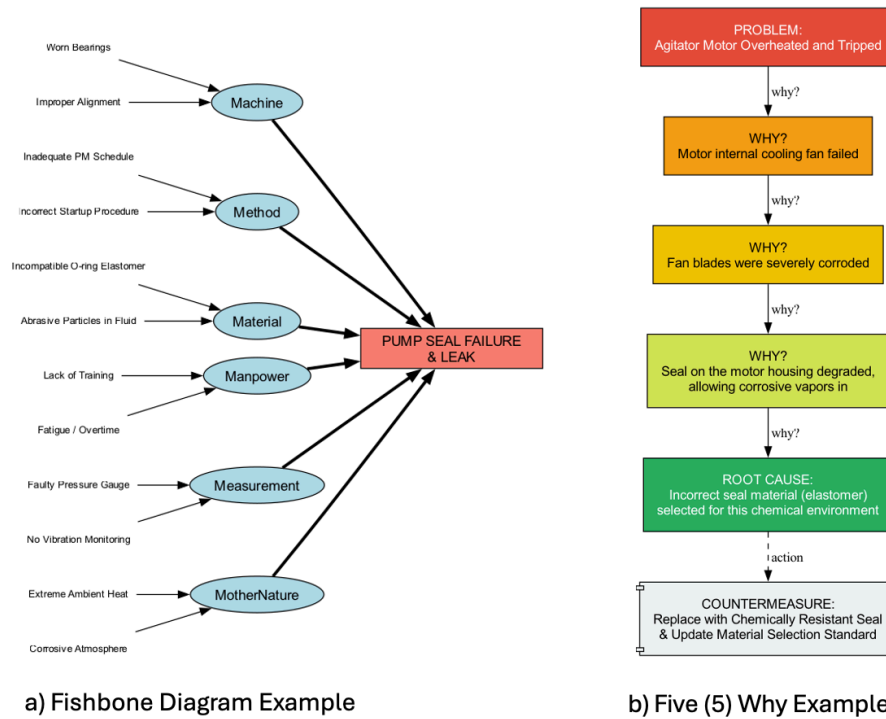 Worn Bearings
Improper Alignment
Machine
Inadequate PM Schedule
Incorrect Startup Procedure
Method
Incompatible O-ring Elastomer
Abrasive Particles in Fluid
Material
Lack of Training
Manpower
Fatigue / Overtime
Faulty Pressure Gauge
Measurement
No Vibration Monitoring
Extreme Ambient Heat
MotherNature
Corrosive Atmosphere
PUMP SEAL FAILURE
& LEAK
a) Fishbone Diagram Example
PROBLEM:
Agitator Motor Overheated and Tripped
why?
WHY?
Motor internal cooling fan failed
why?
WHY?
Fan blades were severely corroded
why?
WHY?
Seal on the motor housing degraded,
allowing corrosive vapors in
why?
ROOT CAUSE:
Incorrect seal material (elastomer)
selected for this chemical environment
action
COUNTERMEASURE:
Replace with Chemically Resistant Seal
& Update Material Selection Standard
b) Five (5) Why Example